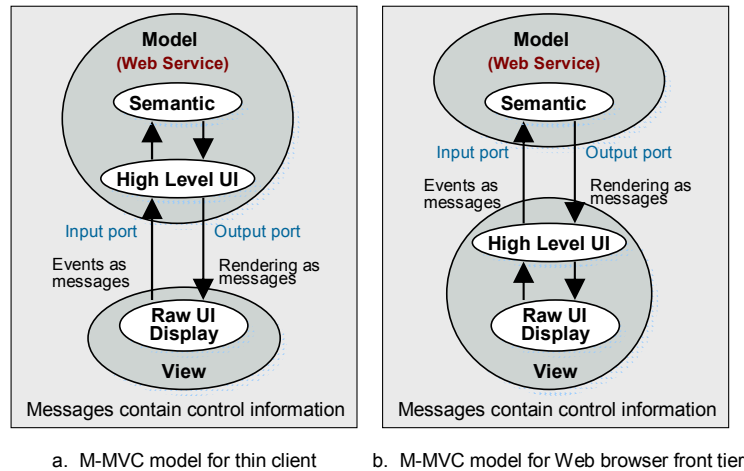 Model
(Web Service)
Semantic
High Level UI
Input port
Output port
Events as
messages
Rendering as
messages
Raw UI
Display
View
Messages contain control information
a. M-MVC model for thin client
Model
(Web Service)
Semantic
Input port
Output port
Events as
messages
Rendering as
messages
High Level UI
Raw UI
Display
View
Messages contain control information
b. M-MVC model for Web browser front tier